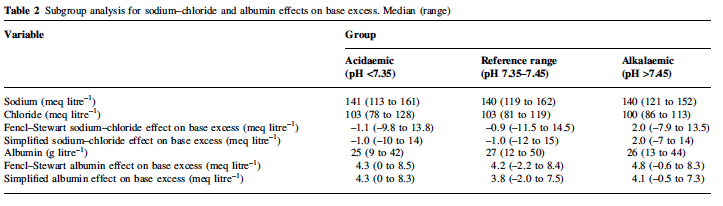 Table 2 Subgroup analysis for sodium–chloride and albumin effects on base excess. Median (range)
Variable Group
Acidaemic (pH <7.35) Reference range (pH 7.35–7.45) Alkalaemic (pH >7.45)
Sodium (meq litre⁻¹) 141 (113 to 161) 140 (119 to 162) 140 (121 to 152)
Chloride (meq litre⁻¹) 103 (78 to 128) 103 (81 to 119) 100 (86 to 113)
Fencl–Stewart sodium–chloride effect on base excess (meq litre⁻¹) –1.1 (–9.8 to 13.8) –0.9 (–11.5 to 14.5) 2.0 (–7.9 to 13.5)
Simplified sodium–chloride effect on base excess (meq litre⁻¹) –1.0 (–10 to 14) –1.0 (–12 to 15) 2.0 (–7 to 14)
Albumin (g litre⁻¹) 25 (9 to 42) 27 (12 to 50) 26 (13 to 44)
Fencl–Stewart albumin effect on base excess (meq litre⁻¹) 4.3 (0 to 8.5) 4.2 (–2.2 to 8.4) 4.8 (–0.6 to 8.3)
Simplified albumin effect on base excess (meq litre⁻¹) 4.3 (0 to 8.3) 3.8 (–2.0 to 7.5) 4.1 (–0.5 to 7.3)